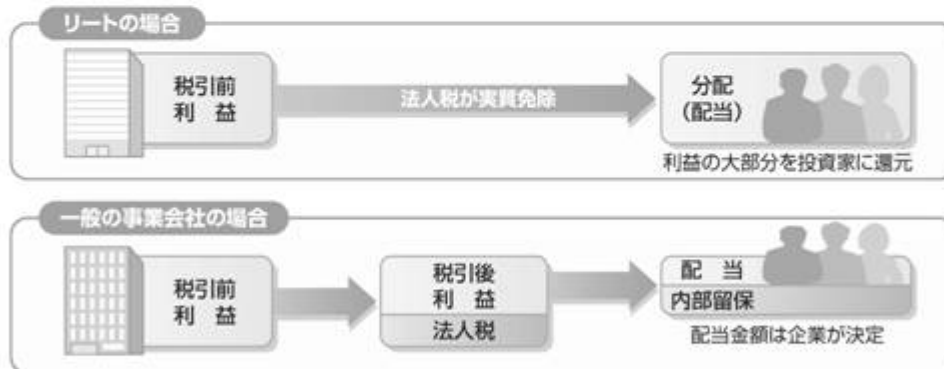 リートの場合
税引前
利　益
法人税が実質免除
分配
（配当）
利益の大部分を投資家に還元
一般の事業会社の場合
税引前
利　益
税引後
利　益
法人税
配　当
内部留保
配当金額は企業が決定